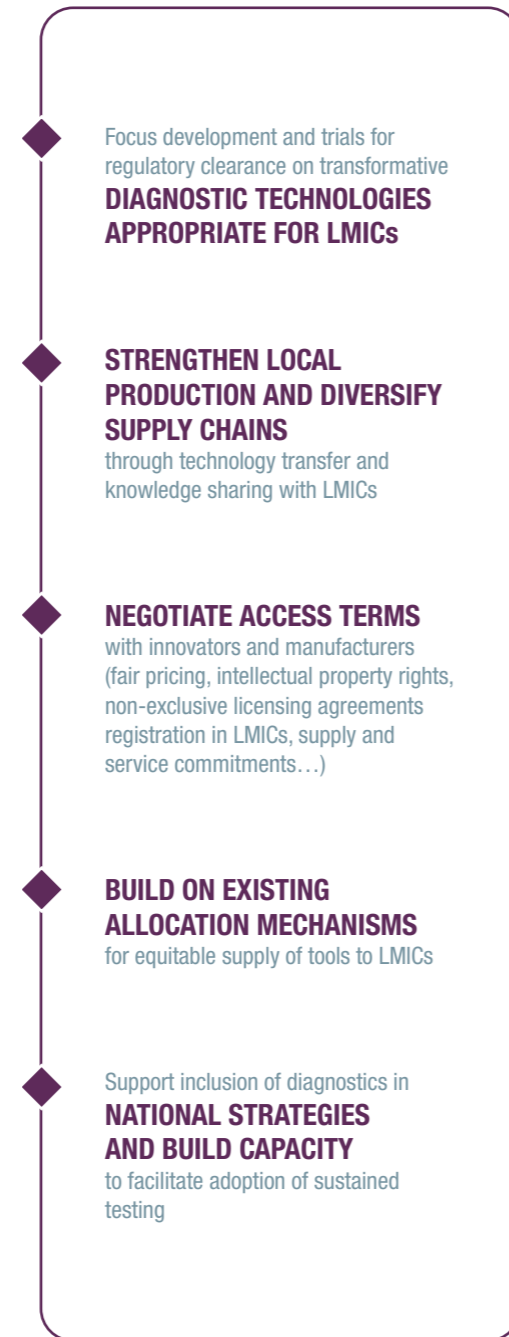 Focus development and trials for
regulatory clearance on transformative
DIAGNOSTIC TECHNOLOGIES
APPROPRIATE FOR LMICs
STRENGTHEN LOCAL
PRODUCTION AND DIVERSIFY
SUPPLY CHAINS
through technology transfer and
knowledge sharing with LMICs
NEGOTIATE ACCESS TERMS
with innovators and manufacturers
(fair pricing, intellectual property rights,
non-exclusive licensing agreements
registration in LMICs, supply and
service commitments…)
BUILD ON EXISTING
ALLOCATION MECHANISMS
for equitable supply of tools to LMICs
Support inclusion of diagnostics in
NATIONAL STRATEGIES
AND BUILD CAPACITY
to facilitate adoption of sustained
testing